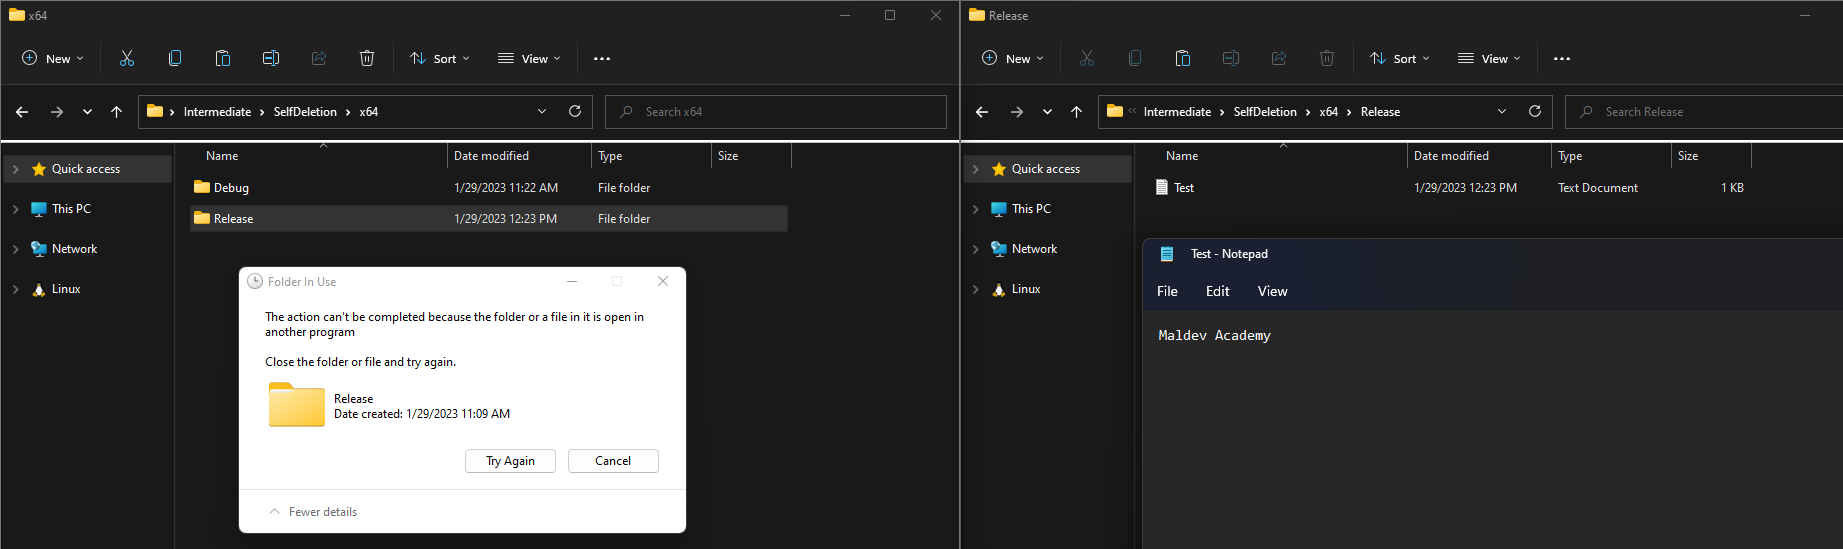 x64
New
Sort
View
Intermediate
SelfDeletion
x64
Search x64
Name
Date modified
Type
Size
Quick access
This PC
Network
Linux
Debug
1/29/2023 11:22 AM
File folder
Release
1/29/2023 12:23 PM
File folder
Folder In Use
The action can't be completed because the folder or a file in it is open in
another program
Close the folder or file and try again.
Release
Date created: 1/29/2023 11:09 AM
Try Again
Cancel
Fewer details
Release
New
Sort
View
Intermediate
SelfDeletion
x64
Release
Search Release
Name
Date modified
Type
Size
Quick access
This PC
Network
Linux
Test
1/29/2023 12:23 PM
Text Document
1 KB
Test - Notepad
File
Edit
View
Maldev Academy